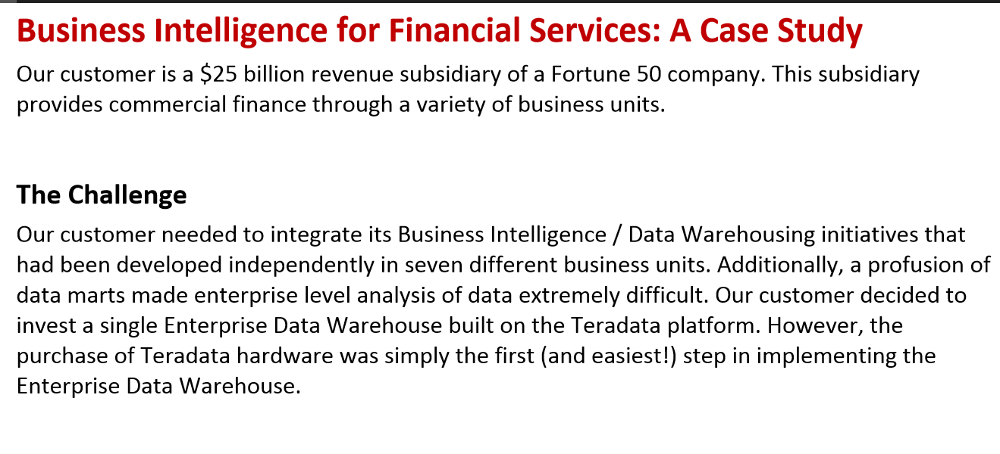 Business Intelligence for Financial Services: A Case Study
Our customer is a $25 billion revenue subsidiary of a Fortune 50 company. This subsidiary
provides commercial finance through a variety of business units.
The Challenge
Our customer needed to integrate its Business Intelligence / Data Warehousing initiatives that
had been developed independently in seven different business units. Additionally, a profusion of
data marts made enterprise level analysis of data extremely difficult. Our customer decided to
invest a single Enterprise Data Warehouse built on the Teradata platform. However, the
purchase of Teradata hardware was simply the first (and easiest!) step in implementing the
Enterprise Data Warehouse.